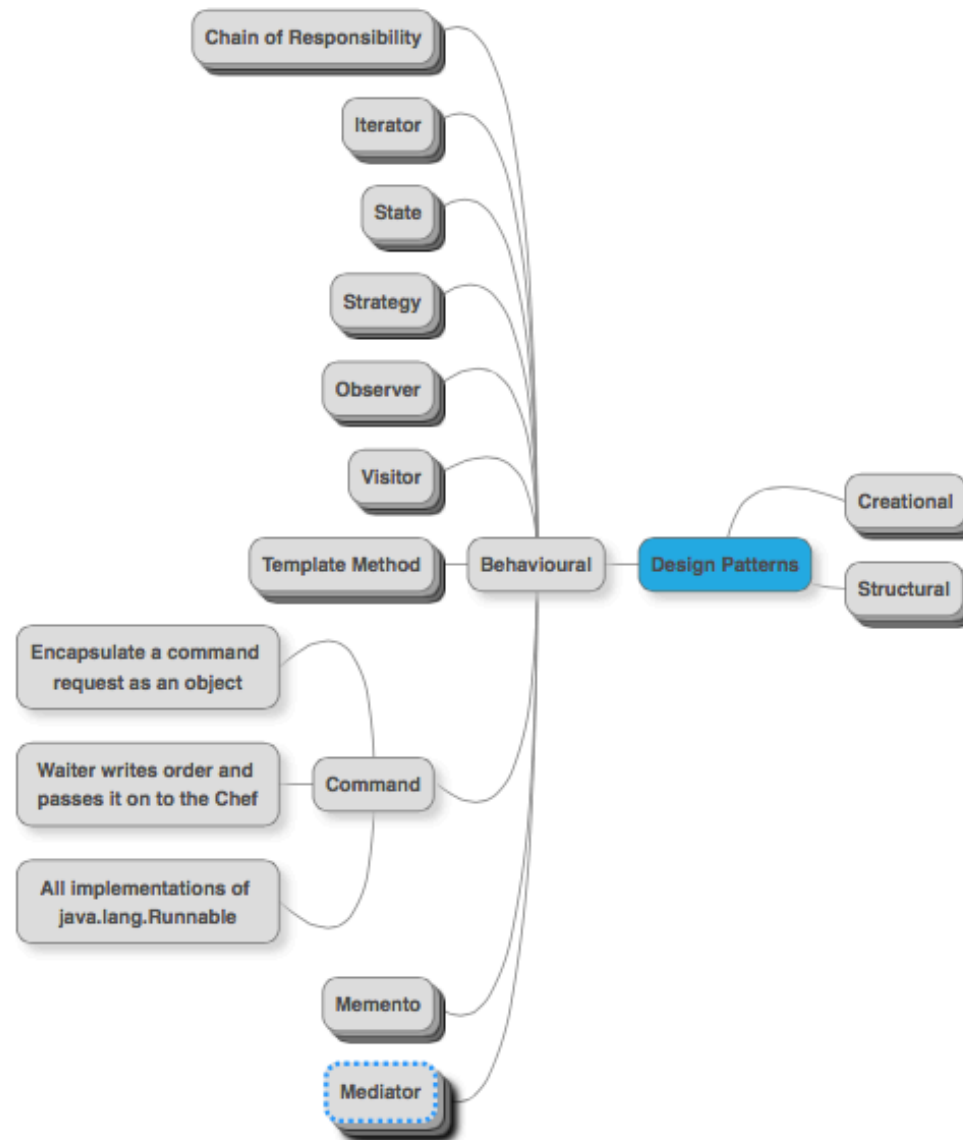 Chain of Responsibility
Iterator
State
Strategy
Observer
Visitor
Template Method
Behavioural
Design Patterns
Creational
Structural
Encapsulate a command
request as an object
Waiter writes order and
passes it on to the Chef
Command
All implementations of
java.lang.Runnable
Memento
Mediator